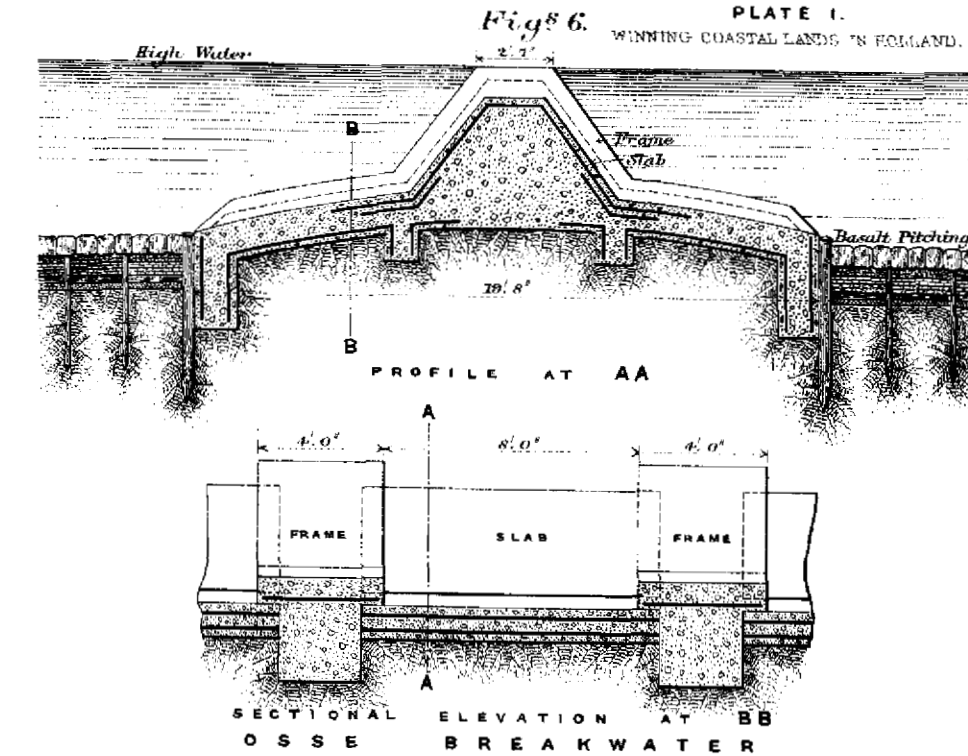 PLATE I.
Figs 6.
WINNING COASTAL LANDS IN HOLLAND.
High Water
2'.7"
B
Frame
Slab
Basalt Pitching
19'.8"
B
PROFILE AT AA
A
4'.0" 8'.0" 4'.0"
FRAME SLAB FRAME
A
SECTIONAL ELEVATION AT BB
OSSE BREAKWATER